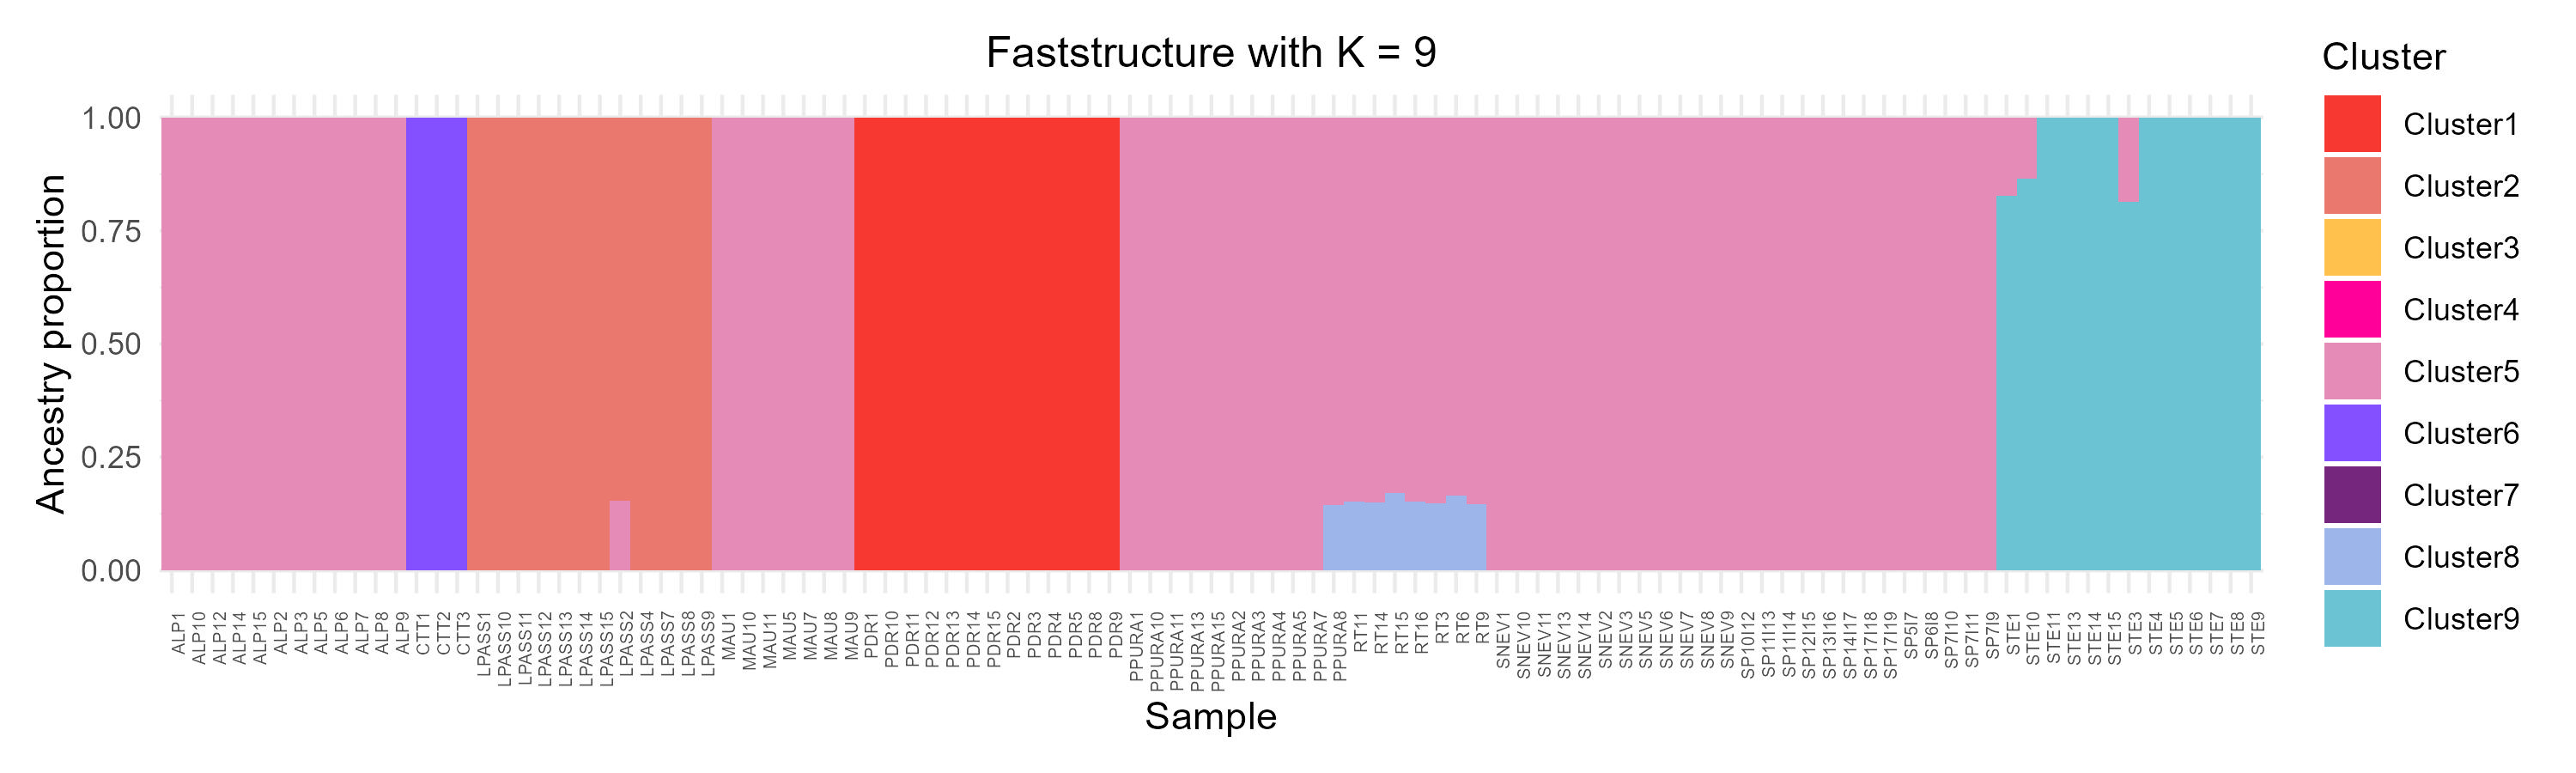 Faststructure with K = 9
Cluster
1.00
0.75
0.50
0.25
0.00
Ancestry proportion
Cluster1
Cluster2
Cluster3
Cluster4
Cluster5
Cluster6
Cluster7
Cluster8
Cluster9
ALP1
ALP10
ALP12
ALP14
ALP15
ALP2
ALP3
ALP5
ALP6
ALP7
ALP8
ALP9
CTT1
CTT2
CTT3
LPASS1
LPASS10
LPASS11
LPASS12
LPASS13
LPASS14
LPASS15
LPASS2
LPASS4
LPASS7
LPASS8
LPASS9
MAU1
MAU10
MAU11
MAU5
MAU7
MAU8
MAU9
PDR1
PDR10
PDR11
PDR12
PDR13
PDR14
PDR15
PDR2
PDR3
PDR4
PDR5
PDR8
PDR9
PPURA1
PPURA10
PPURA11
PPURA13
PPURA15
PPURA2
PPURA3
PPURA4
PPURA5
PPURA7
PPURA8
RT11
RT14
RT15
RT16
RT3
RT6
RT9
SNEV1
SNEV10
SNEV11
SNEV13
SNEV14
SNEV2
SNEV3
SNEV5
SNEV6
SNEV7
SNEV8
SNEV9
SP10I12
SP11I13
SP11I14
SP12I15
SP13I16
SP14I17
SP17I18
SP17I19
SP5I7
SP6I8
SP7I10
SP7I11
SP7I9
STE1
STE10
STE11
STE13
STE14
STE15
STE3
STE4
STE5
STE6
STE7
STE8
STE9
Sample